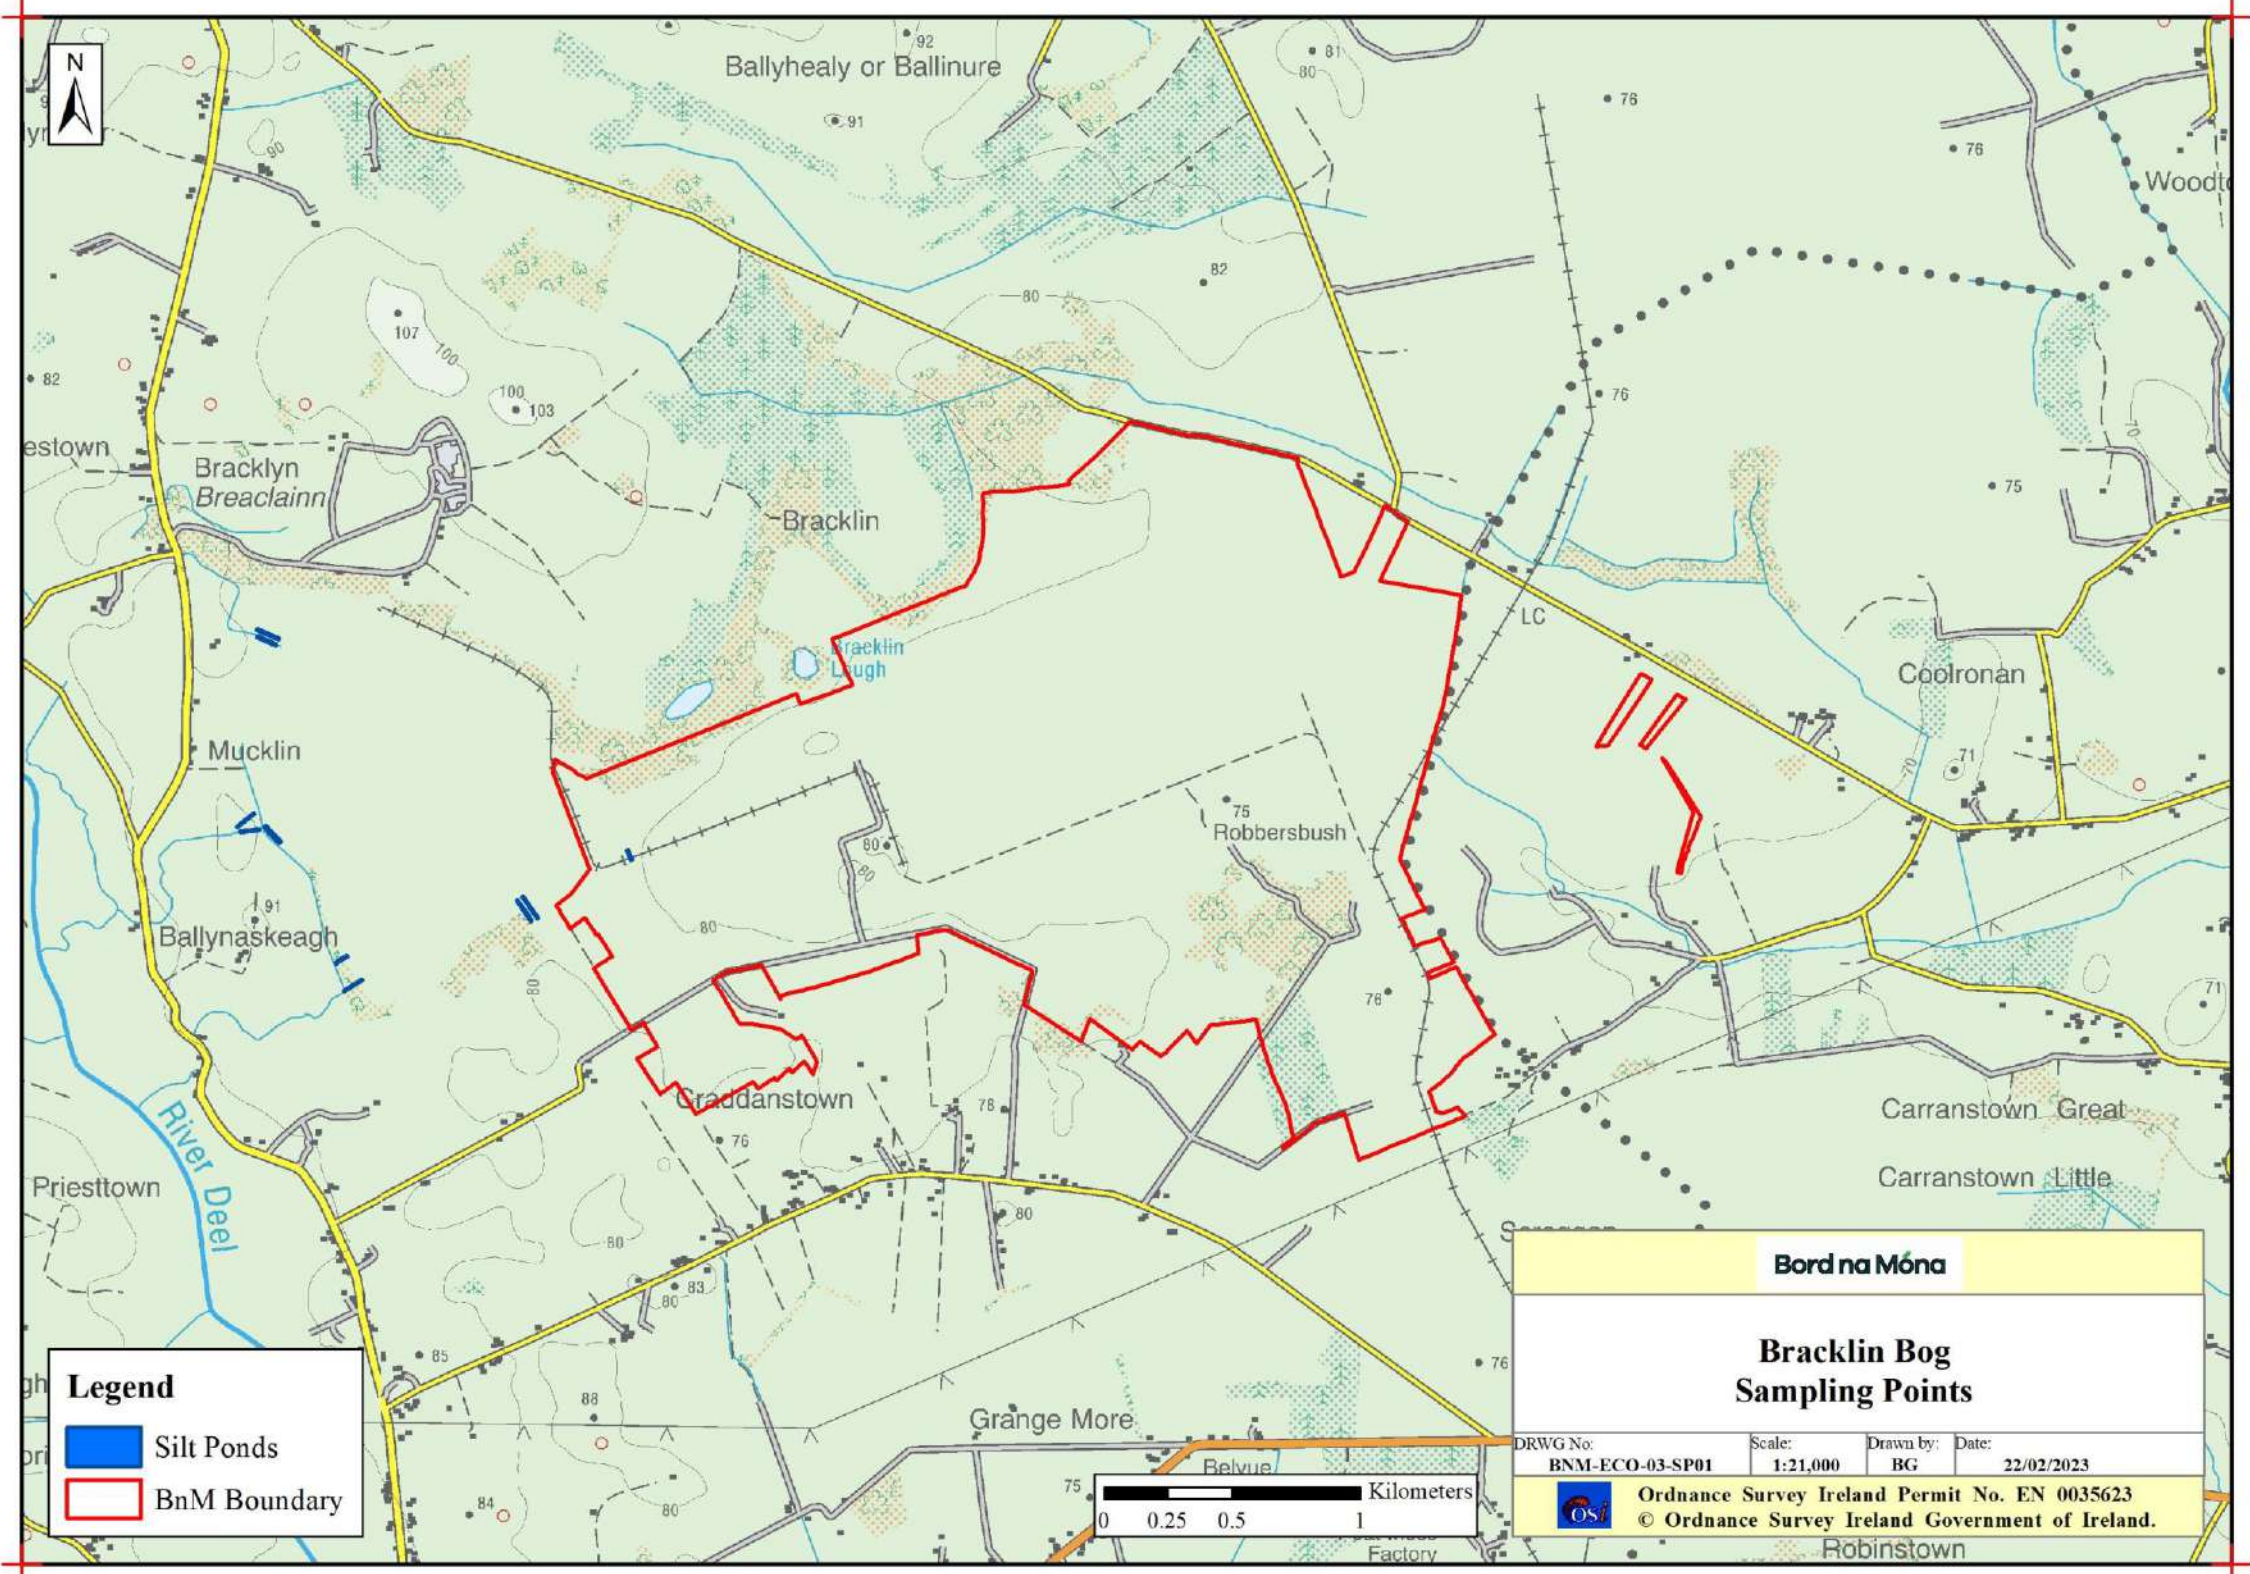 N
Ballyhealy or Ballinure
92
91
81
80
76
76
Woodto
90
82
80
107
100
100
103
82
76
estown
Bracklyn
Breaclainn
Bracklin
75
70
LC
Bracklin
Lough
Coolronan
Mucklin
71
70
75
Robbersbush
80
80
91
Ballynaskeagh
80
80
76
71
Graddanstown
78
76
Carranstown Great
Carranstown Little
River Deel
Priesttown
80
80
83
80
85
88
84
80
76
Grange More
75
Belvue
Factory
Robinstown
Legend
Silt Ponds
BnM Boundary
Kilometers
0 0.25 0.5 1
Bord na Móna
Bracklin Bog
Sampling Points
DRWG No: Scale: Drawn by: Date:
BNM-ECO-03-SP01 1:21,000 BG 22/02/2023
OSi
Ordnance Survey Ireland Permit No. EN 0035623
© Ordnance Survey Ireland Government of Ireland.